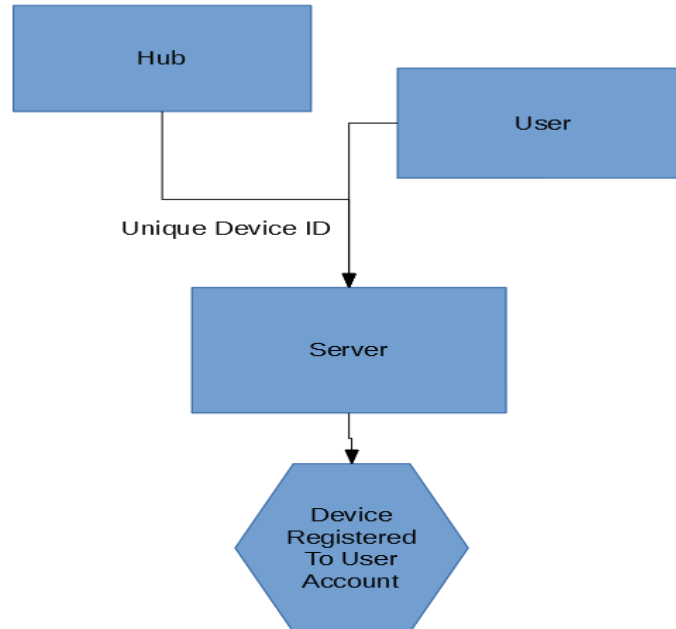 Hub
User
Unique Device ID
Server
Device
Registered
To User
Account